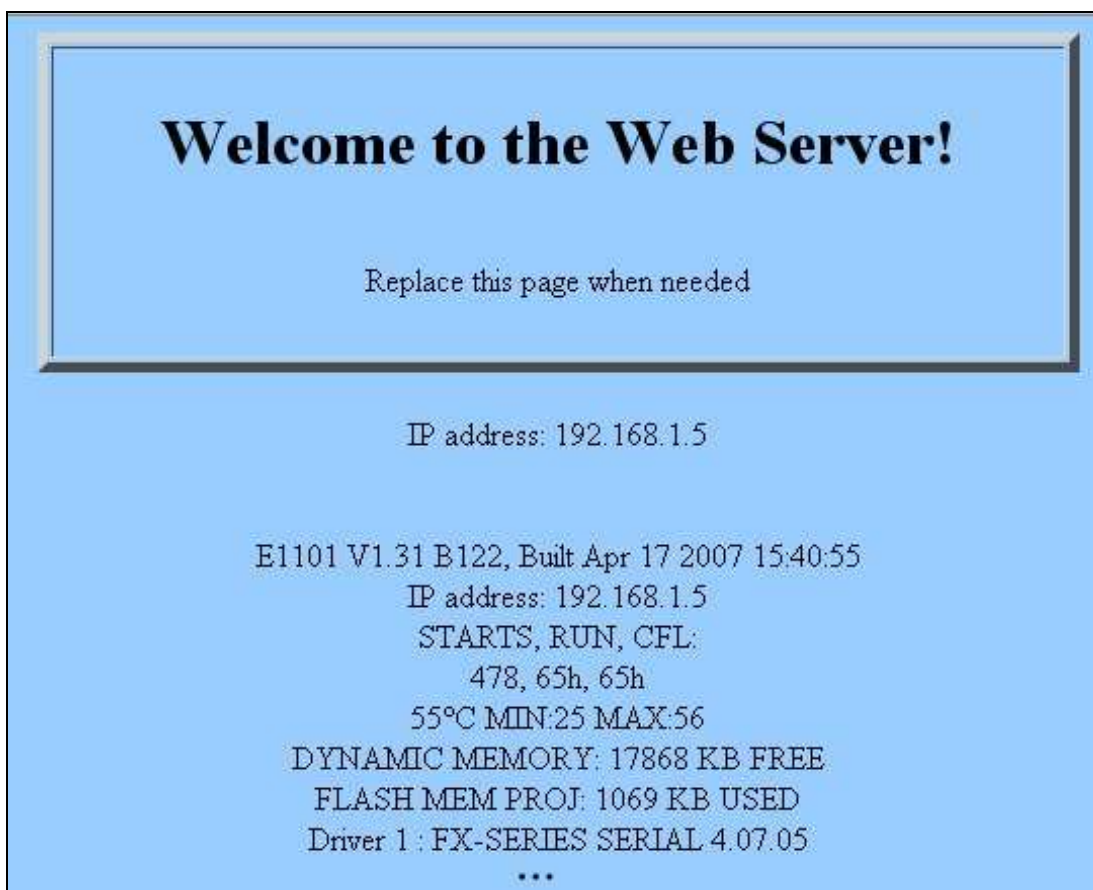 Welcome to the Web Server!
Replace this page when needed
IP address: 192.168.1.5
E1101 V1.31 B122, Built Apr 17 2007 15:40:55
IP address: 192.168.1.5
STARTS, RUN, CFL:
478, 65h, 65h
55°C MIN:25 MAX:56
DYNAMIC MEMORY: 17868 KB FREE
FLASH MEM PROJ: 1069 KB USED
Driver 1 : FX-SERIES SERIAL 4.07.05
...